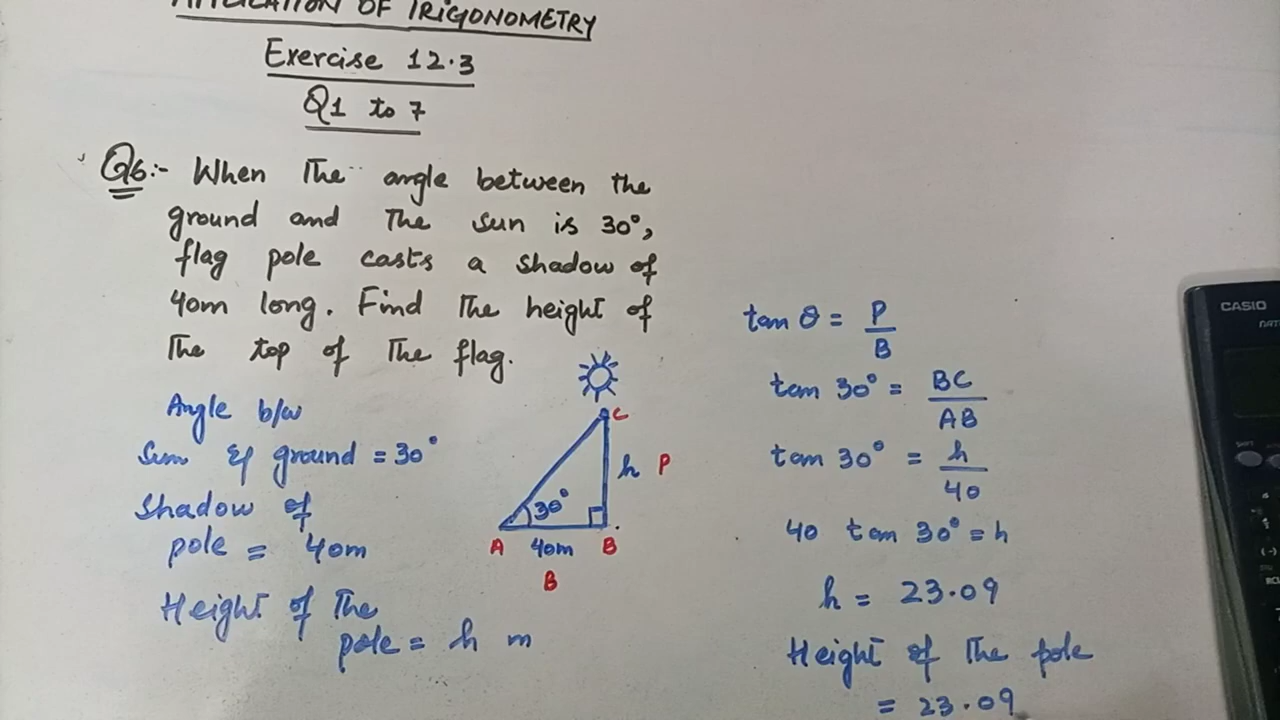 APPLICATION OF TRIGONOMETRY
Exercise 12.3
Q1 to 7
Q6:- When The angle between the
ground and The sun is 30°,
flag pole casts a shadow of
40m long. Find The height of
The top of The flag.
Angle b/w
Sun & ground = 30°
Shadow of
pole = 40m
Height of The
pole = h m
C
h P
30°
A 40m B
B
tan θ = P/B
tan 30° = BC/AB
tan 30° = h/40
40 tan 30° = h
h = 23.09
Height of The pole
= 23.09
CASIO